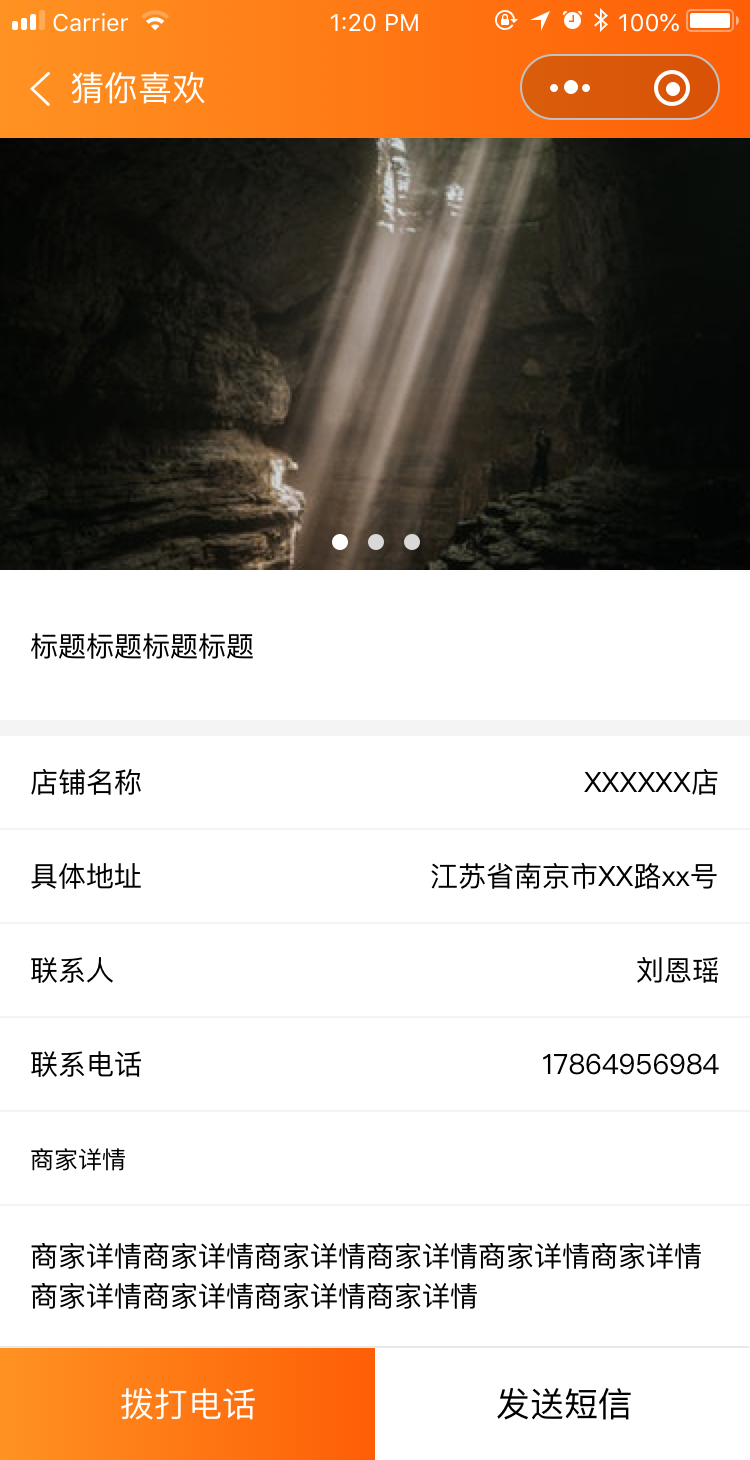 Carrier 1:20 PM 100%
猜你喜欢
标题标题标题标题
店铺名称 XXXXXX店
具体地址 江苏省南京市XX路xx号
联系人 刘恩瑶
联系电话 17864956984
商家详情
商家详情商家详情商家详情商家详情商家详情商家详情
商家详情商家详情商家详情商家详情
拨打电话 发送短信